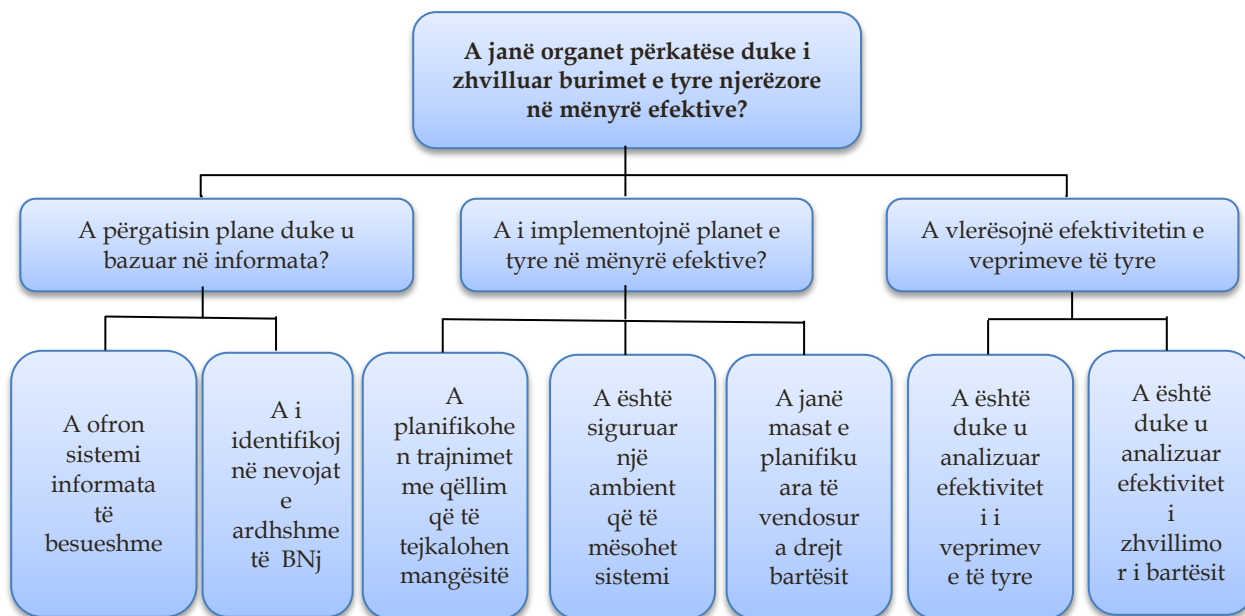 A janë organet përkatëse duke i
zhvilluar burimet e tyre njerëzore
në mënyrë efektive?
A përgatisin plane duke u
bazuar në informata?
A i implementojnë planet e
tyre në mënyrë efektive?
A vlerësojnë efektivitetin e
veprimeve të tyre
A ofron
sistemi
informata
të
besueshme
A i
identifikoj
në nevojat
e
ardhshme
të BNj
A
planifikohe
n trajnimet
me qëllim
që të
tejkalohen
mangësitë
A është
siguruar
një
ambient
që të
mësohet
sistemi
A janë
masat e
planifiku
ara të
vendosur
a drejt
bartësit
A është
duke u
analizuar
efektivitet
i i
veprimev
e të tyre
A është
duke u
analizuar
efektivitet
i
zhvillimo
r i bartësit